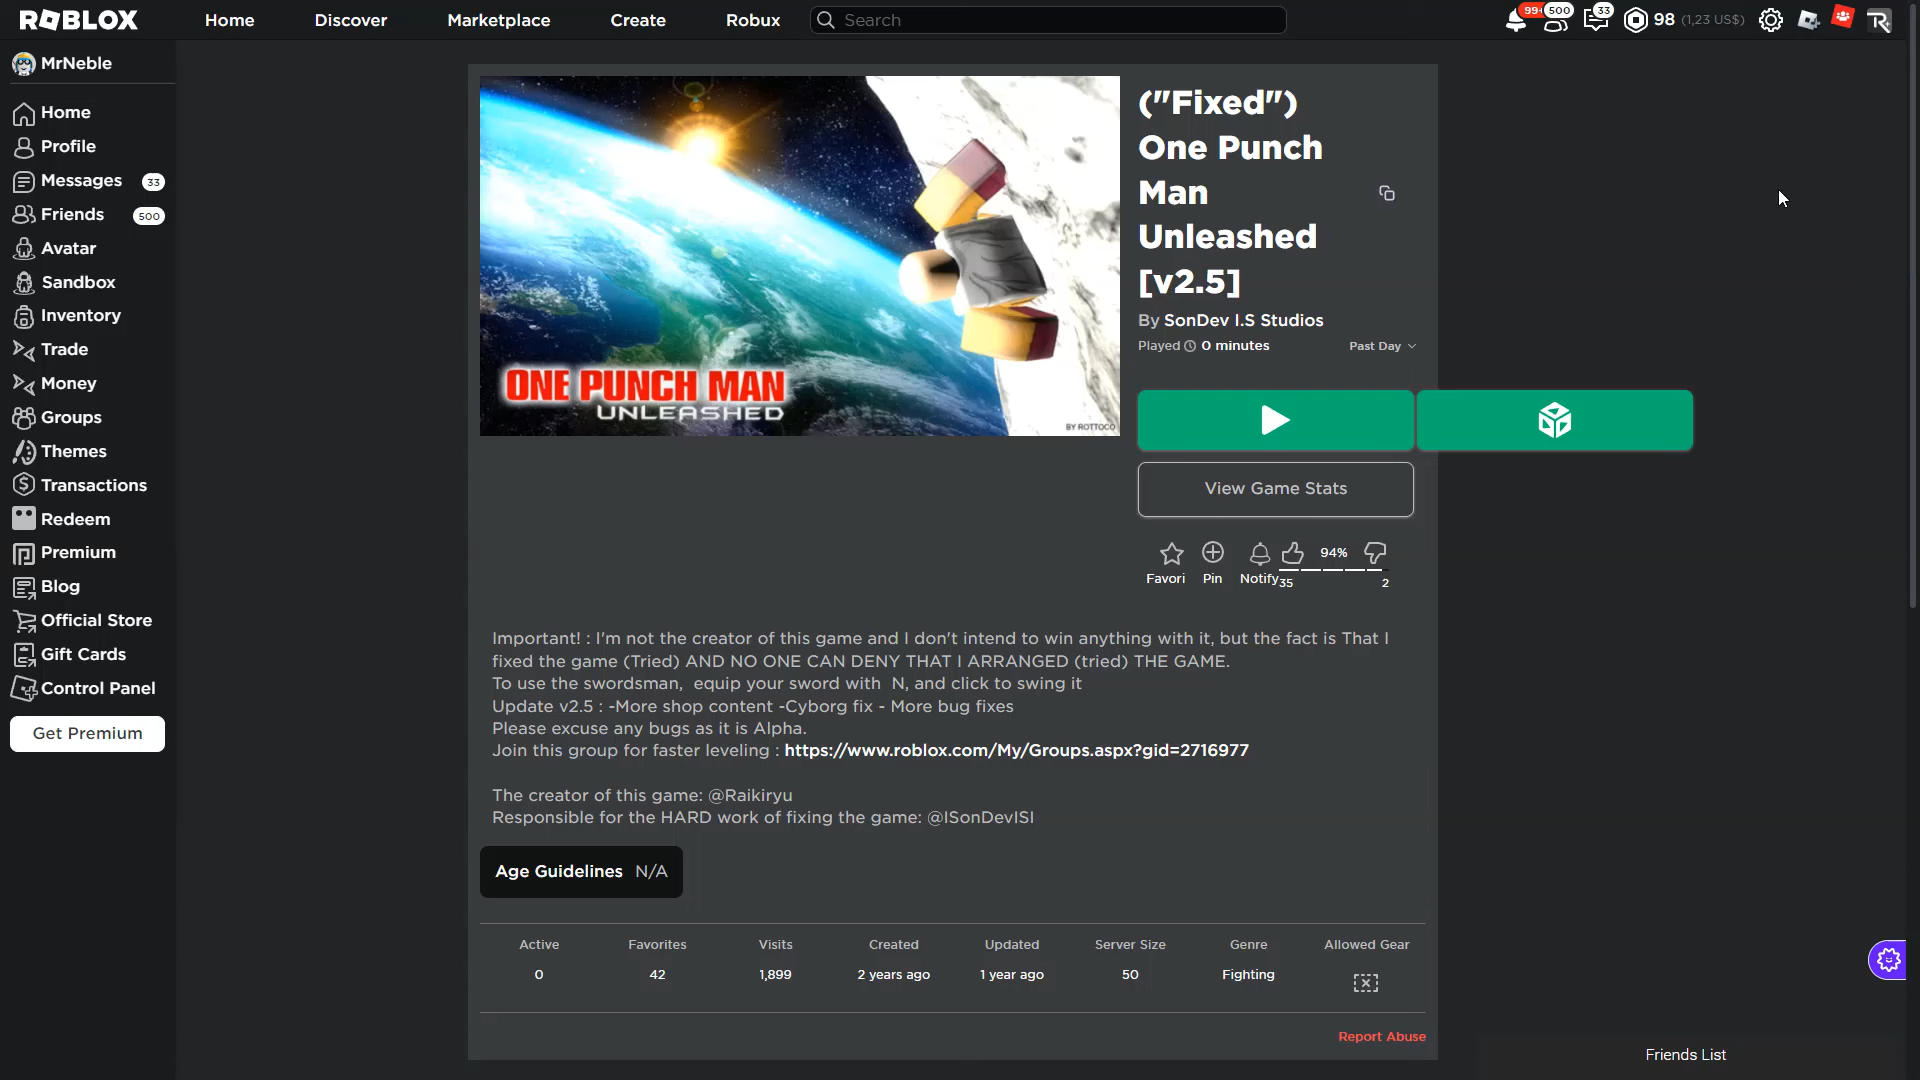 ROBLOX
Home
Discover
Marketplace
Create
Robux
Search
99+
500
33
98 (1,23 US$)
MrNeble
Home
Profile
Messages 33
Friends 500
Avatar
Sandbox
Inventory
Trade
Money
Groups
Themes
Transactions
Redeem
Premium
Blog
Official Store
Gift Cards
Control Panel
Get Premium
ONE PUNCH MAN
UNLEASHED
BY ROTTOCO
("Fixed")
One Punch
Man
Unleashed
[v2.5]
By SonDev I.S Studios
Played 0 minutes
Past Day
View Game Stats
Favori
Pin
Notify
35
94%
2
Important! : I'm not the creator of this game and I don't intend to win anything with it, but the fact is That I
fixed the game (Tried) AND NO ONE CAN DENY THAT I ARRANGED (tried) THE GAME.
To use the swordsman, equip your sword with N, and click to swing it
Update v2.5 : -More shop content -Cyborg fix - More bug fixes
Please excuse any bugs as it is Alpha.
Join this group for faster leveling : https://www.roblox.com/My/Groups.aspx?gid=2716977
The creator of this game: @Raikiryu
Responsible for the HARD work of fixing the game: @ISonDevISI
Age Guidelines N/A
Active Favorites Visits Created Updated Server Size Genre Allowed Gear
0 42 1,899 2 years ago 1 year ago 50 Fighting
Report Abuse
Friends List